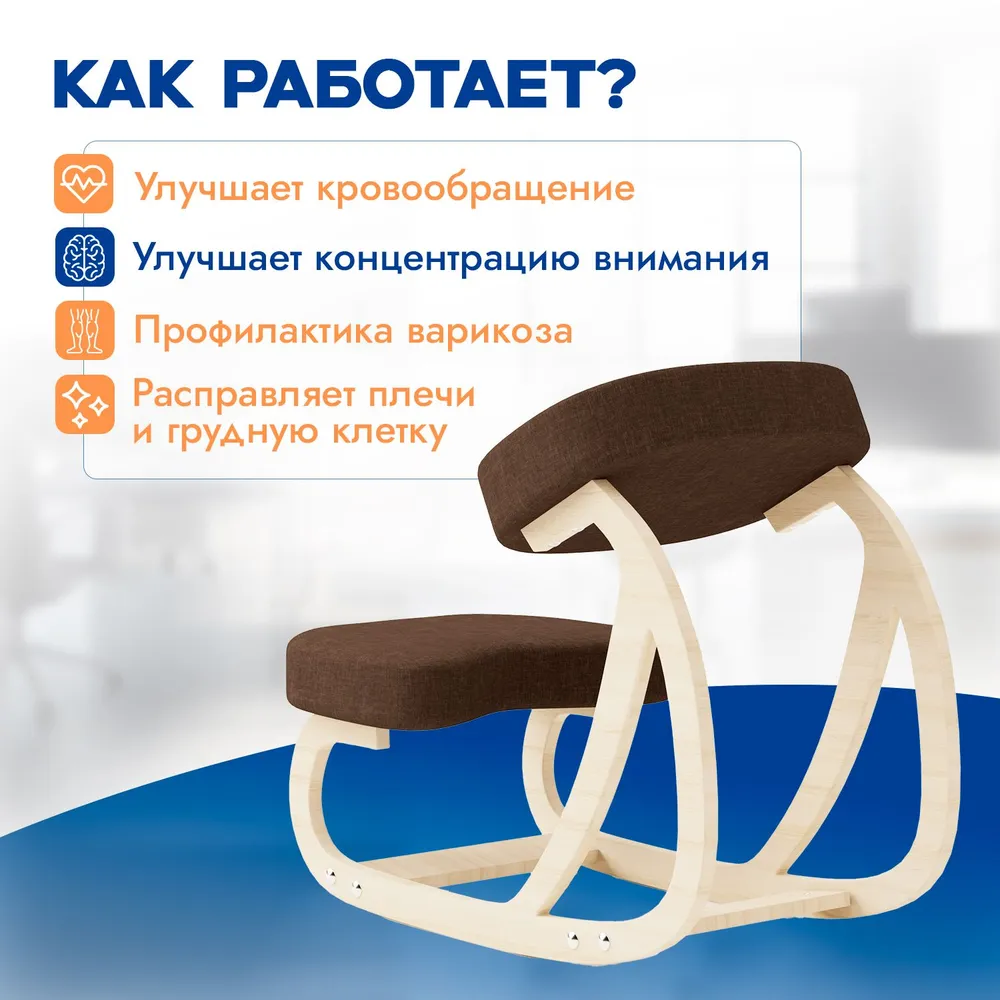 КАК РАБОТАЕТ?
Улучшает кровообращение
Улучшает концентрацию внимания
Профилактика варикоза
Расправляет плечи
и грудную клетку